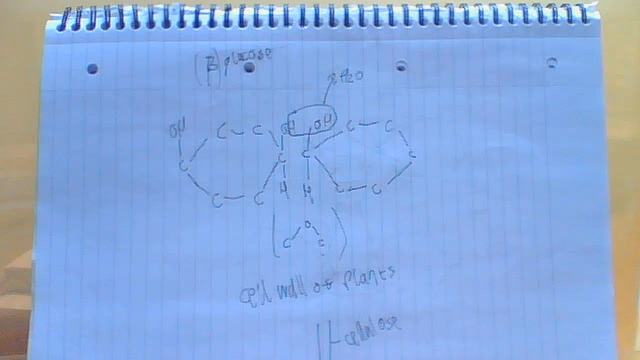 (β) glucose
H2O
OH C C OH OH C C
C C C C
C C H H C C
O
C C
cell wall of plants
cellulose